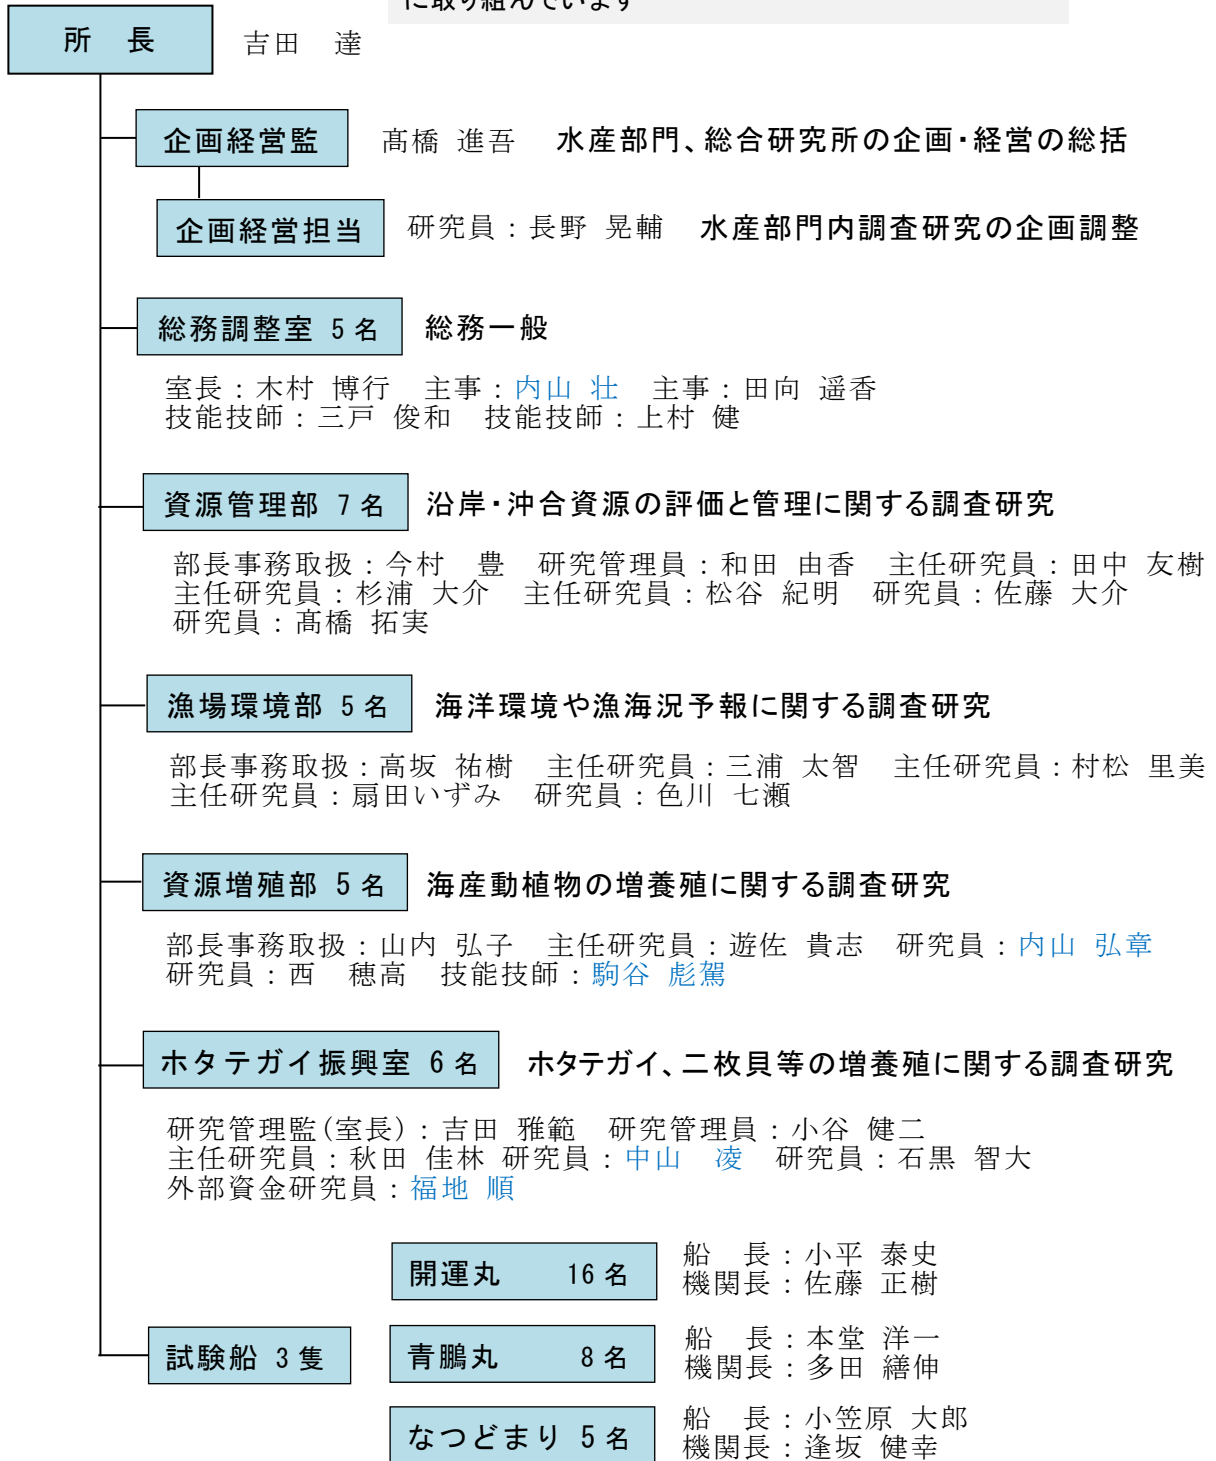 に取り組んでいます
所　長　吉田　達
企画経営監　髙橋 進吾　水産部門、総合研究所の企画・経営の総括
企画経営担当　研究員：長野 晃輔　水産部門内調査研究の企画調整
総務調整室 5名　総務一般
室長：木村 博行　主事：内山 壮　主事：田向 遥香
技能技師：三戸 俊和　技能技師：上村 健
資源管理部 7名　沿岸・沖合資源の評価と管理に関する調査研究
部長事務取扱：今村　豊　研究管理員：和田 由香　主任研究員：田中 友樹
主任研究員：杉浦 大介　主任研究員：松谷 紀明　研究員：佐藤 大介
研究員：髙橋 拓実
漁場環境部 5名　海洋環境や漁海況予報に関する調査研究
部長事務取扱：高坂 祐樹　主任研究員：三浦 太智　主任研究員：村松 里美
主任研究員：扇田いずみ　研究員：色川 七瀬
資源増殖部 5名　海産動植物の増養殖に関する調査研究
部長事務取扱：山内 弘子　主任研究員：遊佐 貴志　研究員：内山 弘章
研究員：西　穂高　技能技師：駒谷 彪駕
ホタテガイ振興室 6名　ホタテガイ、二枚貝等の増養殖に関する調査研究
研究管理監(室長)：吉田 雅範　研究管理員：小谷 健二
主任研究員：秋田 佳林 研究員：中山　凌　研究員：石黒 智大
外部資金研究員：福地 順
開運丸　16名　船　長：小平 泰史
機関長：佐藤 正樹
試験船 3隻　青鵬丸　8名　船　長：本堂 洋一
機関長：多田 繕伸
なつどまり 5名　船　長：小笠原 大郎
機関長：逢坂 健幸